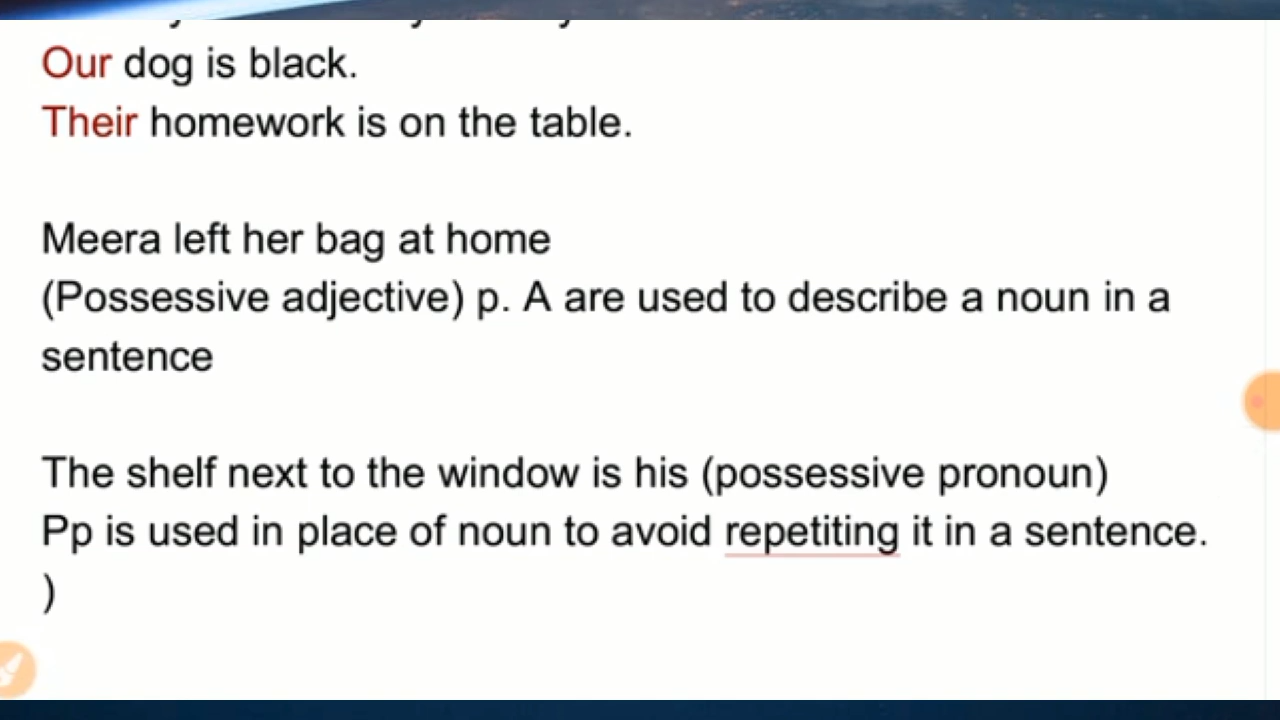 Our dog is black.
Their homework is on the table.
Meera left her bag at home
(Possessive adjective) p. A are used to describe a noun in a
sentence
The shelf next to the window is his (possessive pronoun)
Pp is used in place of noun to avoid repetiting it in a sentence.
)